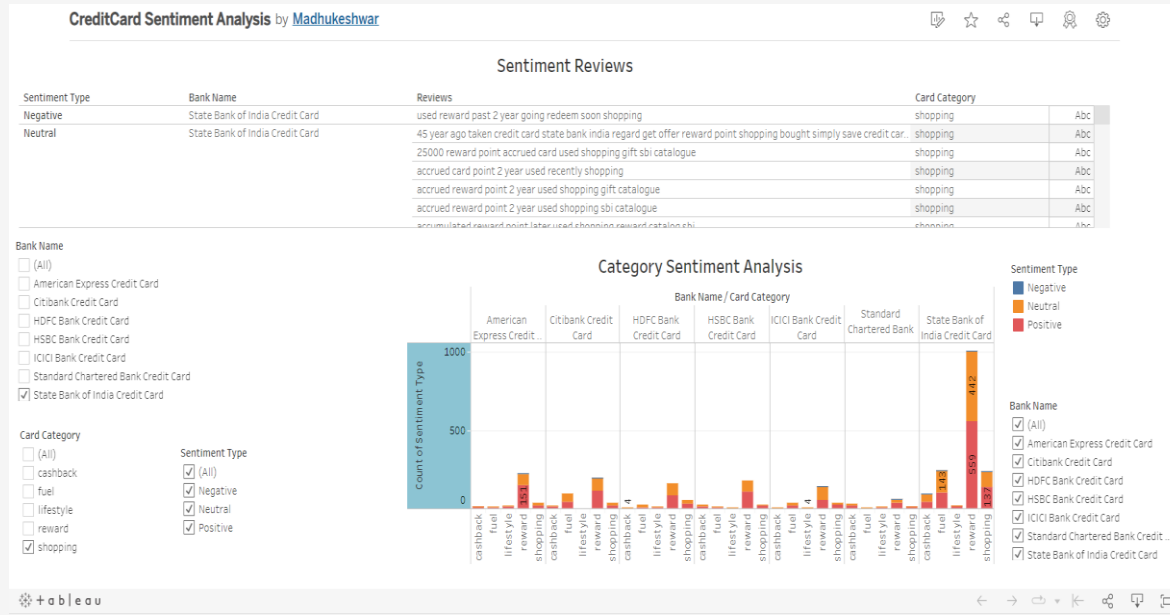 CreditCard Sentiment Analysis by Madhukeshwar
Sentiment Reviews
Sentiment Type Bank Name Reviews Card Category
Negative State Bank of India Credit Card used reward past 2 year going redeem soon shopping shopping Abc
Neutral State Bank of India Credit Card 45 year ago taken credit card state bank india regard get offer reward point shopping bought simply save credit car.. shopping Abc
25000 reward point accrued card used shopping gift sbi catalogue shopping Abc
accrued card point 2 year used recently shopping shopping Abc
accrued reward point 2 year used shopping gift catalogue shopping Abc
accrued reward point 2 year used shopping sbi catalogue shopping Abc
accumulated reward point later used shopping reward catalog sbi shopping Abc
Bank Name
(All)
American Express Credit Card
Citibank Credit Card
HDFC Bank Credit Card
HSBC Bank Credit Card
ICICI Bank Credit Card
Standard Chartered Bank Credit Card
State Bank of India Credit Card
Card Category
(All)
cashback
fuel
lifestyle
reward
shopping
Sentiment Type
(All)
Negative
Neutral
Positive
Category Sentiment Analysis
Bank Name / Card Category
American Express Credit ..
Citibank Credit Card
HDFC Bank Credit Card
HSBC Bank Credit Card
ICICI Bank Credit Card
Standard Chartered Bank
State Bank of India Credit Card
Count of Sentiment Type
1000
500
0
151
4
4
143
442
559
137
cashback fuel lifestyle reward shopping
cashback fuel lifestyle reward shopping
cashback fuel lifestyle reward shopping
cashback fuel lifestyle reward shopping
cashback fuel lifestyle reward shopping
cashback fuel lifestyle reward shopping
cashback fuel lifestyle reward shopping
Sentiment Type
Negative
Neutral
Positive
Bank Name
(All)
American Express Credit Card
Citibank Credit Card
HDFC Bank Credit Card
HSBC Bank Credit Card
ICICI Bank Credit Card
Standard Chartered Bank Credit ..
State Bank of India Credit Card
+ableau